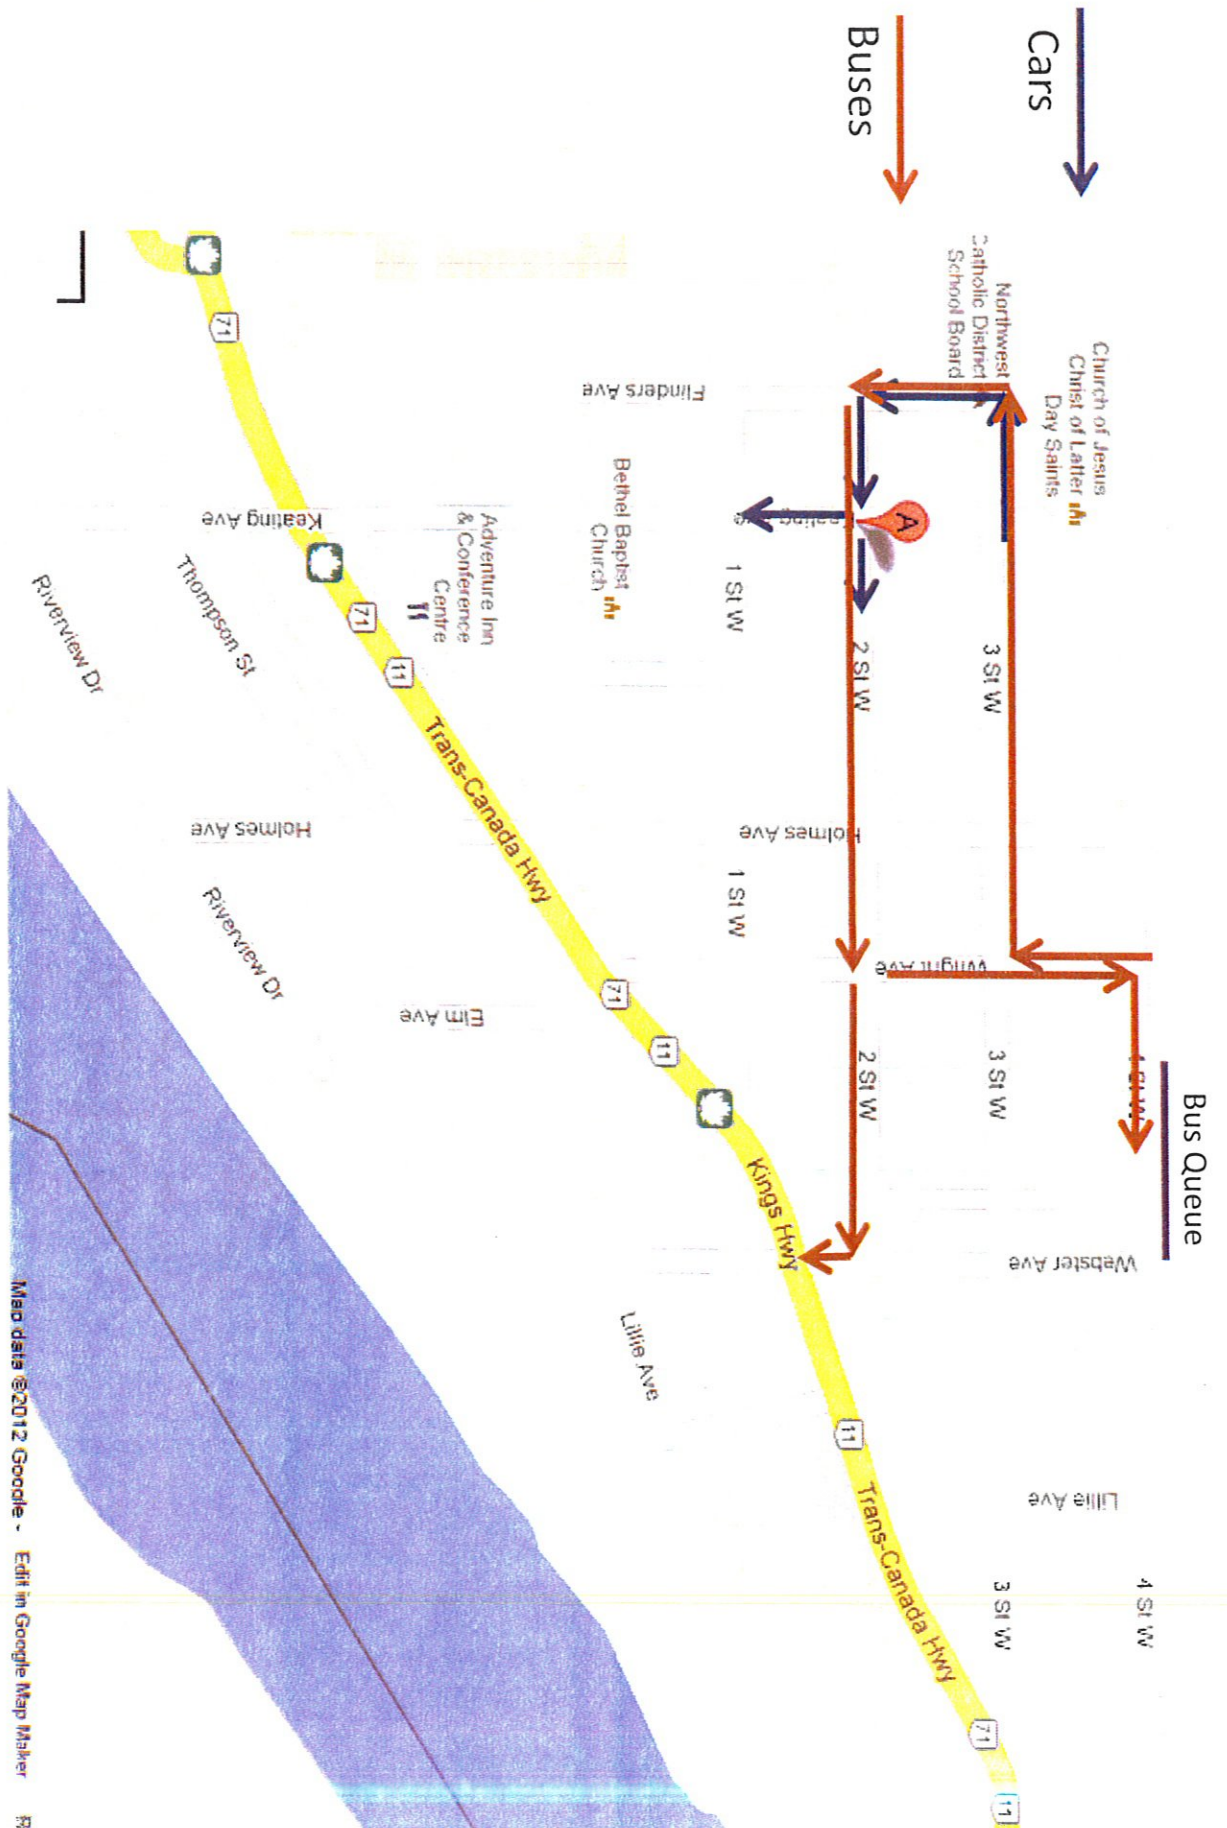 Bus Queue
Cars
Buses
Church of Jesus
Christ of Latter
Day Saints
Northwest
Catholic District
School Board
4 St W
4 St W
3 St W
3 St W
3 St W
2 St W
2 St W
1 St W
1 St W
A
Webster Ave
Lillie Ave
Wright Ave
Holmes Ave
Keating Ave
Flinders Ave
Bethel Baptist
Church
Adventure Inn
& Conference
Centre
Lillie Ave
Elm Ave
Holmes Ave
Keating Ave
Thompson St
Riverview Dr
Riverview Dr
71
71
11
Trans-Canada Hwy
71
11
Kings Hwy
11
Trans-Canada Hwy
71
11
Map data ©2012 Google - Edit in Google Map Maker